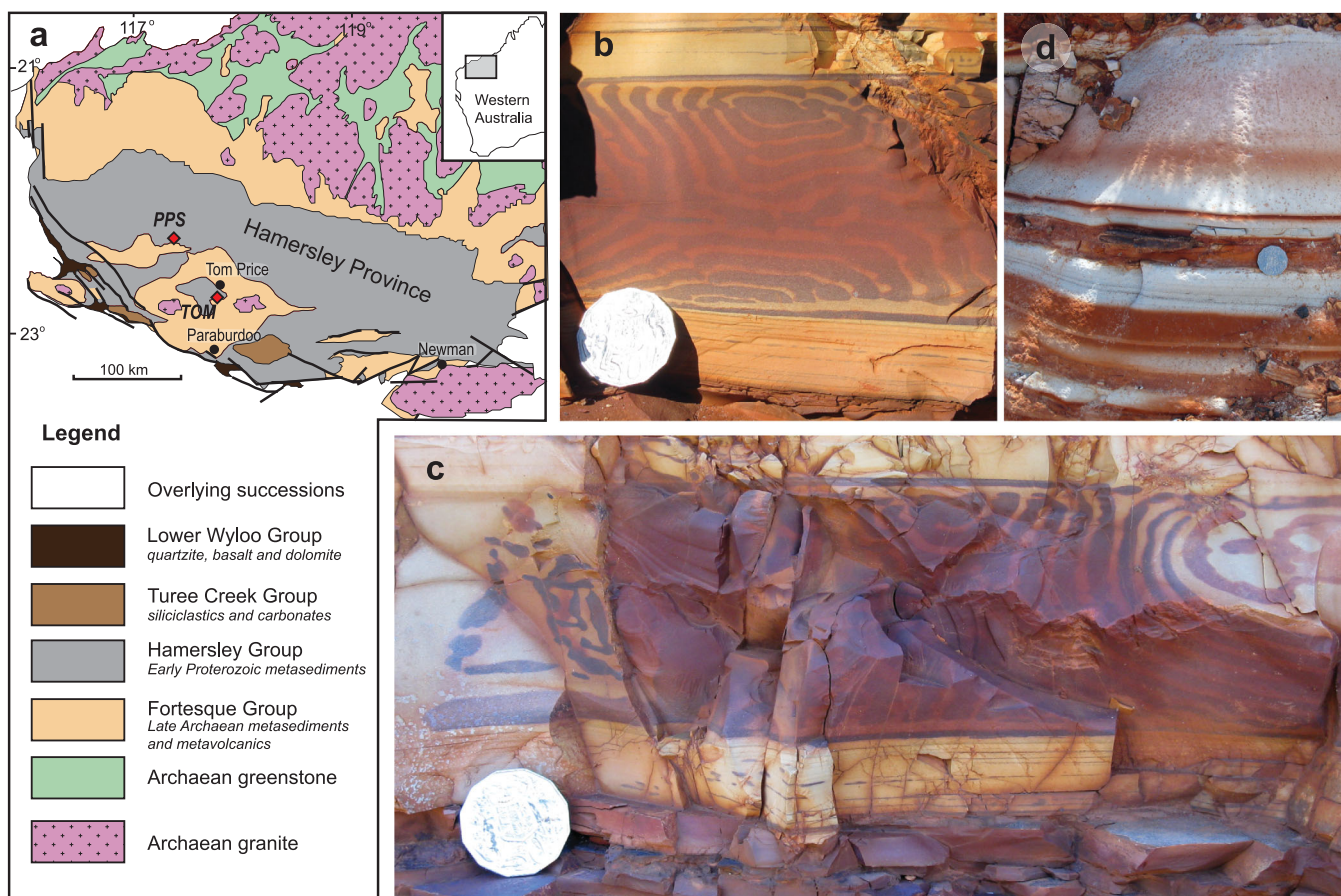 a
117°
119°
21°
Western
Australia
PPS
Hamersley Province
Tom Price
TOM
23°
Paraburdoo
Newman
100 km
Legend
Overlying successions
Lower Wyloo Group
quartzite, basalt and dolomite
Turee Creek Group
siliciclastics and carbonates
Hamersley Group
Early Proterozoic metasediments
Fortesque Group
Late Archaean metasediments
and metavolcanics
Archaean greenstone
Archaean granite
b
d
c